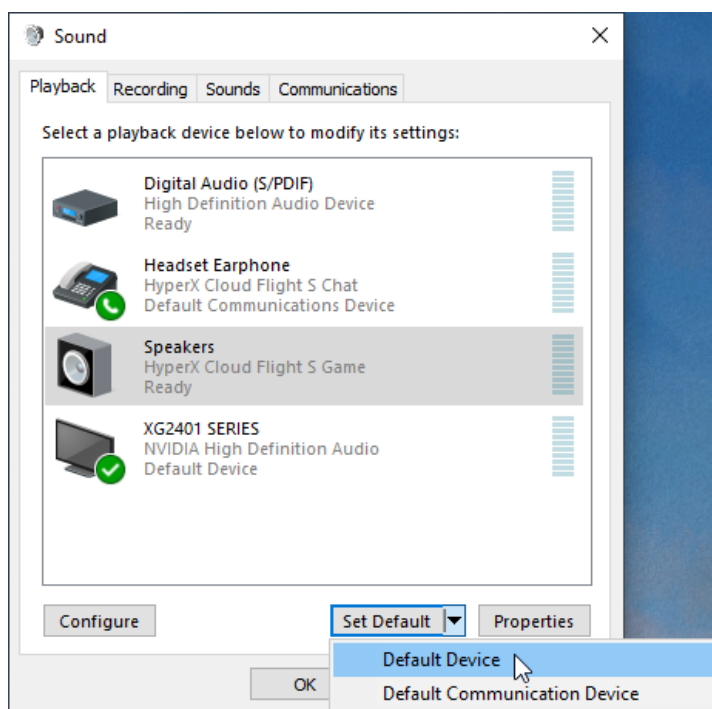 Sound
Playback Recording Sounds Communications
Select a playback device below to modify its settings:
Digital Audio (S/PDIF)
High Definition Audio Device
Ready
Headset Earphone
HyperX Cloud Flight S Chat
Default Communications Device
Speakers
HyperX Cloud Flight S Game
Ready
XG2401 SERIES
NVIDIA High Definition Audio
Default Device
Configure Set Default Properties
Default Device
OK
Default Communication Device